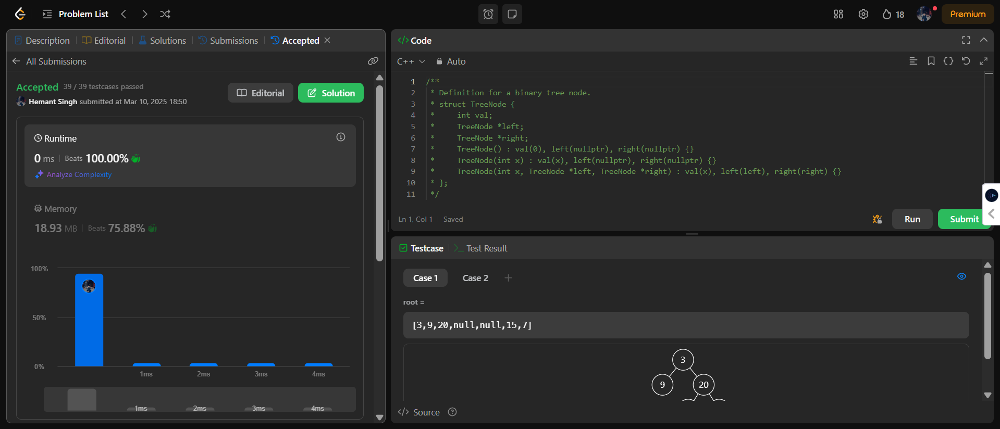 Problem List
18
Premium
Description
Editorial
Solutions
Submissions
Accepted
All Submissions
Accepted 39 / 39 testcases passed
Hemant Singh submitted at Mar 10, 2025 18:50
Editorial
Solution
Runtime
0 ms Beats 100.00%
Analyze Complexity
Memory
18.93 MB Beats 75.88%
100%
50%
0%
1ms 2ms 3ms 4ms
1ms 2ms 3ms 4ms
</> Code
C++ Auto
1 /**
2 * Definition for a binary tree node.
3 * struct TreeNode {
4 *     int val;
5 *     TreeNode *left;
6 *     TreeNode *right;
7 *     TreeNode() : val(0), left(nullptr), right(nullptr) {}
8 *     TreeNode(int x) : val(x), left(nullptr), right(nullptr) {}
9 *     TreeNode(int x, TreeNode *left, TreeNode *right) : val(x), left(left), right(right) {}
10 * };
11 */
Ln 1, Col 1 Saved
Run
Submit
Testcase
Test Result
Case 1 Case 2 +
root =
[3,9,20,null,null,15,7]
3
9 20
</> Source